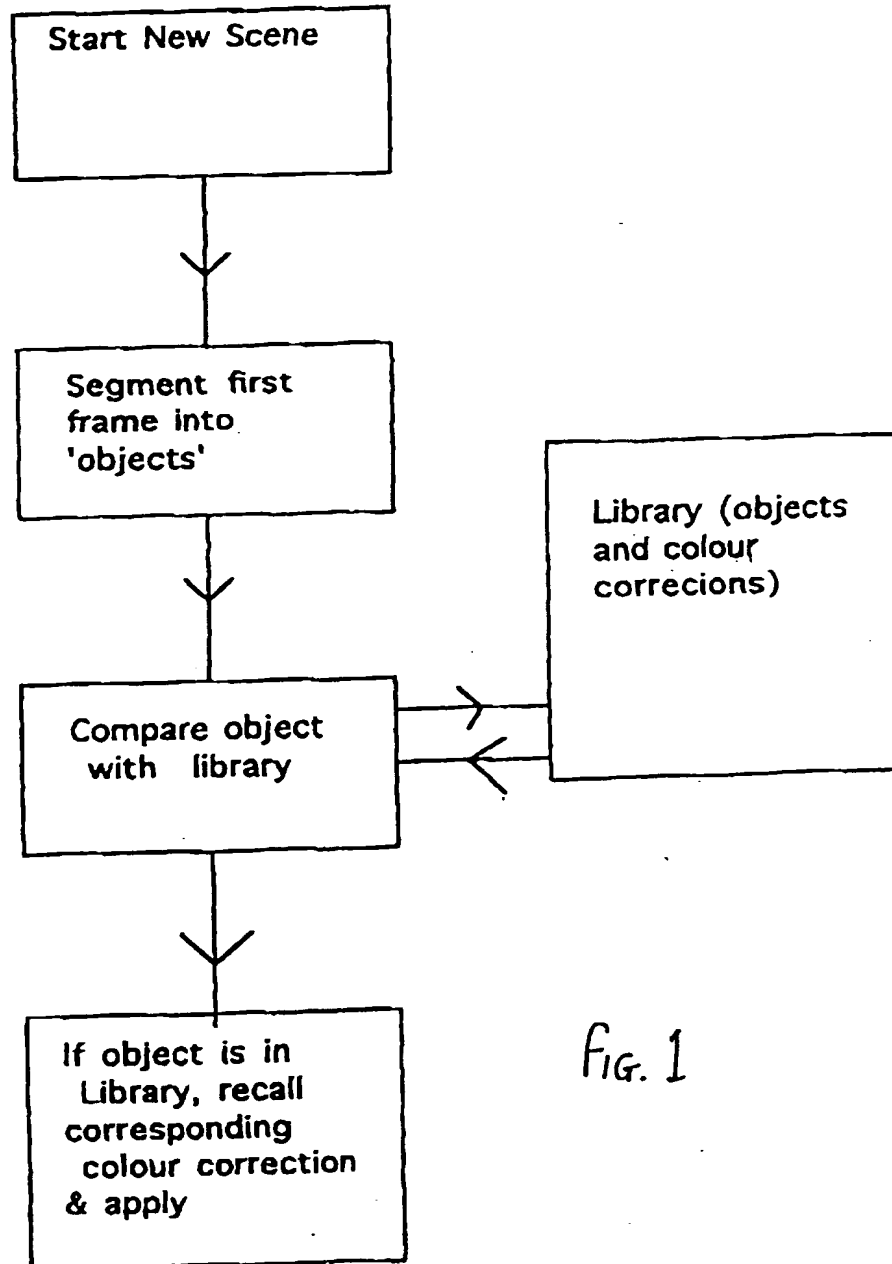 Start New Scene
Segment first
frame into
'objects'
Library (objects
and colour
correcions)
Compare object
with library
If object is in
Library, recall
corresponding
colour correction
& apply
FIG. 1